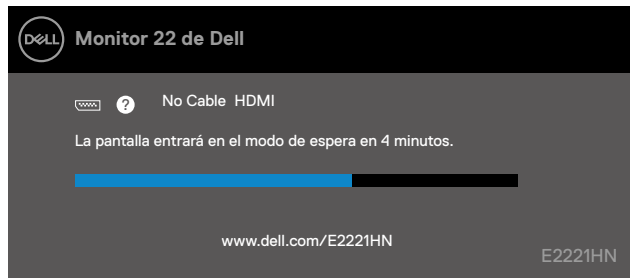 DELL
Monitor 22 de Dell
? No Cable HDMI
La pantalla entrará en el modo de espera en 4 minutos.
www.dell.com/E2221HN
E2221HN